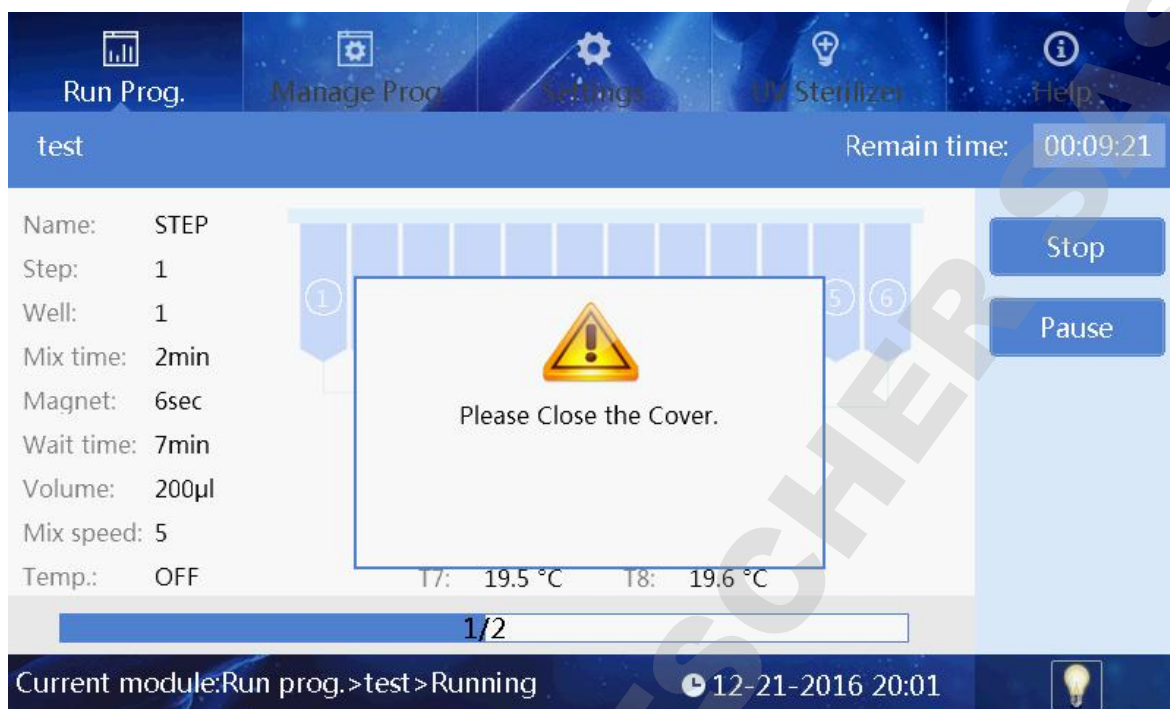 Run Prog.
Manage Prog.
Settings
UV Sterilizer
Help
test
Remain time: 00:09:21
Name: STEP
Step: 1
Well: 1
Mix time: 2min
Magnet: 6sec
Wait time: 7min
Volume: 200µl
Mix speed: 5
Temp.: OFF
1
5
6
Please Close the Cover.
T7: 19.5 °C T8: 19.6 °C
Stop
Pause
1/2
Current module:Run prog.>test>Running
12-21-2016 20:01